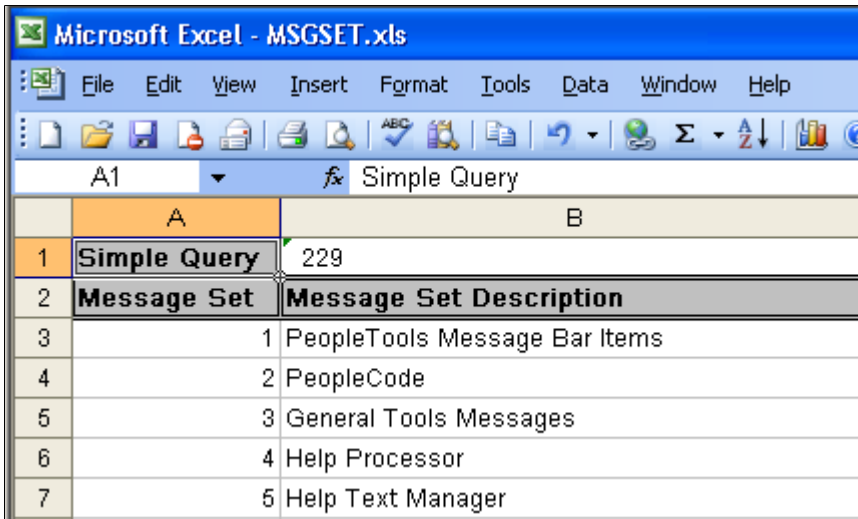 Microsoft Excel - MSGSET.xls
File Edit View Insert Format Tools Data Window Help
ABC Σ A Z
A1 fx Simple Query
A B
1 Simple Query 229
2 Message Set Message Set Description
3 1 PeopleTools Message Bar Items
4 2 PeopleCode
5 3 General Tools Messages
6 4 Help Processor
7 5 Help Text Manager